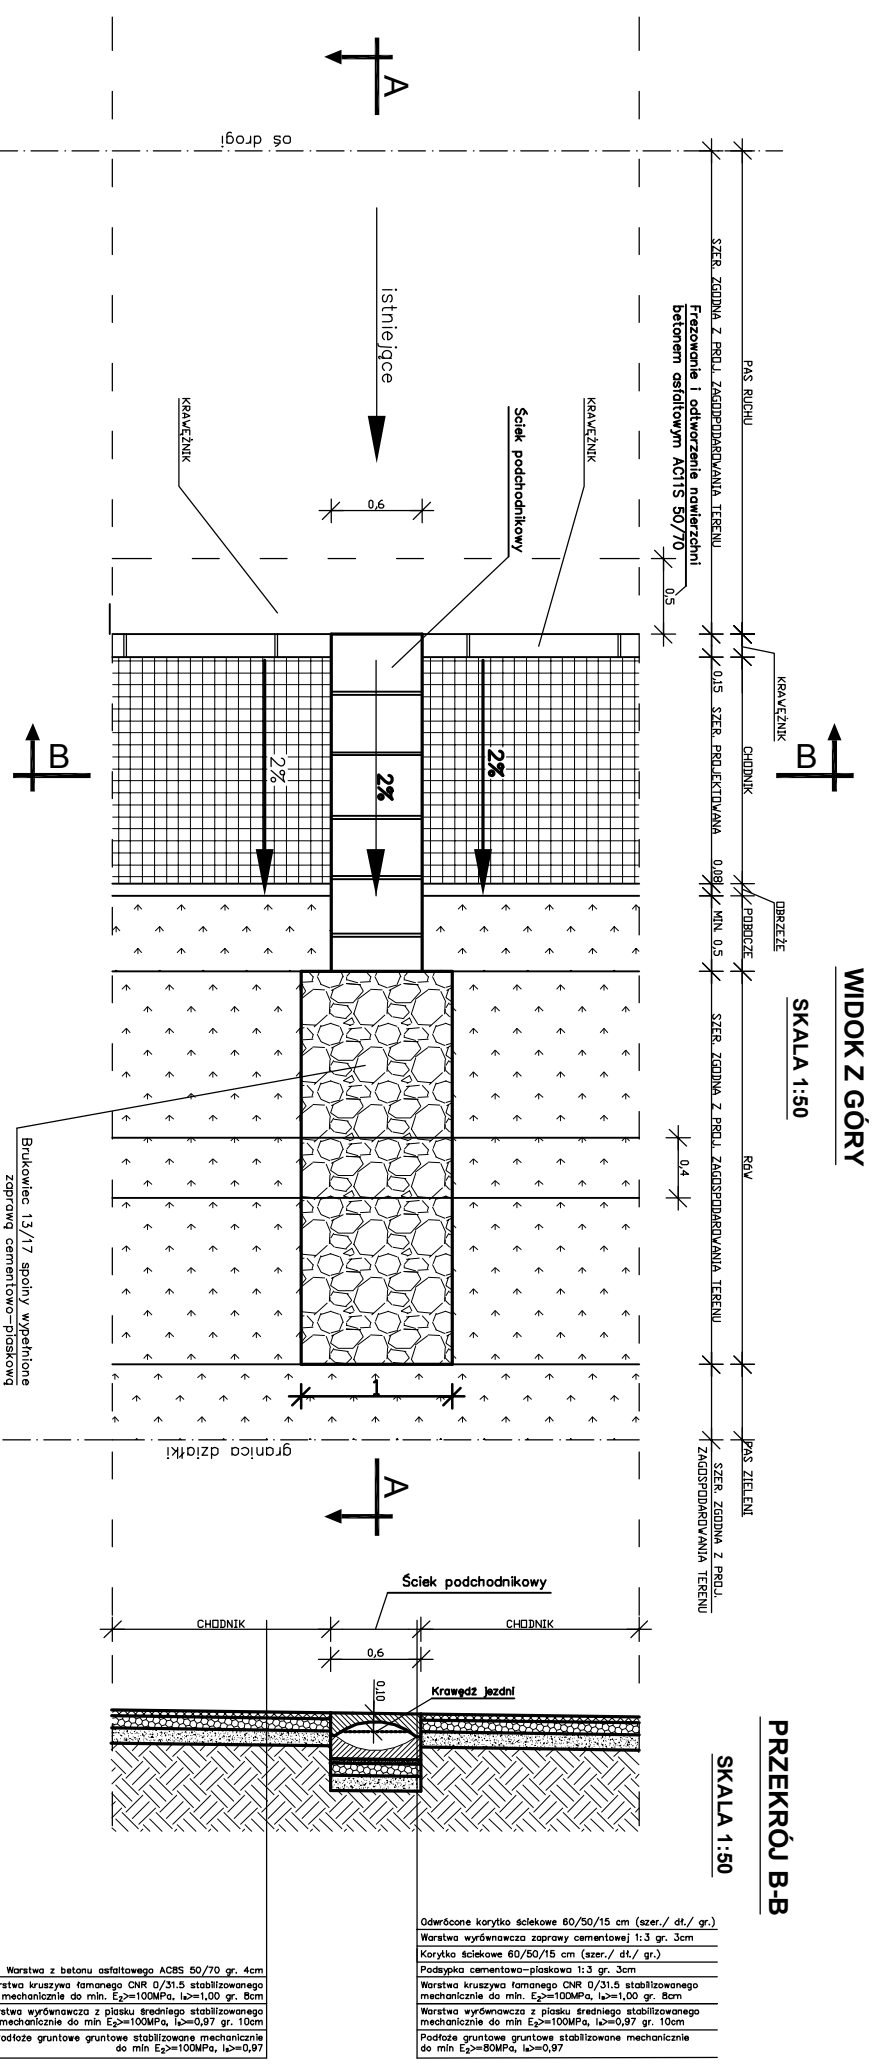 WIDOK Z GÓRY
SKALA 1:50
PAS RUCHU
KRAWĘŻNIK
CHODNIK
OBRZEŻE
POBOCZE
RÓW
PAS ZIELENI
SZER. ZGODNA Z PROJ. ZAGODPODAROWANIA TERENU
0,15
SZER. PROJEKTOWANA
0,08
MIN. 0,5
SZER. ZGODNA Z PROJ. ZAGOSPODAROWANIA TERENU
SZER. ZGODNA Z PROJ.
ZAGOSPODAROWANIA TERENU
Frezowanie i odtworzenie nawierzchni
betonem asfaltowym AC11S 50/70
0,5
0,4
KRAWĘŻNIK
Ściek podchodnikowy
0,6
istniejące
KRAWĘŻNIK
oś drogi
A
A
B
B
2%
2%
2%
1
granica działki
Brukowiec 13/17 spoiny wypełnione
zaprawą cementowo-piaskową
PRZEKRÓJ B-B
SKALA 1:50
Ściek podchodnikowy
CHODNIK
CHODNIK
0,6
0,10
Krawędź jezdni
Odwrócone korytko ściekowe 60/50/15 cm (szer./ dł./ gr.)
Warstwa wyrównawcza zaprawy cementowej 1:3 gr. 3cm
Korytko ściekowe 60/50/15 cm (szer./ dł./ gr.)
Podsypka cementowo-piaskowa 1:3 gr. 3cm
Warstwa kruszywa łamanego CNR 0/31.5 stabilizowanego
mechanicznie do min. E₂>=100MPa, Iₛ>=1,00 gr. 8cm
Warstwa wyrównawcza z piasku średniego stabilizowanego
mechanicznie do min E₂>=100MPa, Iₛ>=0,97 gr. 10cm
Podłoże gruntowe gruntowe stabilizowane mechanicznie
do min E₂>=80MPa, Iₛ>=0,97
Warstwa z betonu asfaltowego AC8S 50/70 gr. 4cm
rstwa kruszywa łamanego CNR 0/31.5 stabilizowanego
mechanicznie do min. E₂>=100MPa, Iₛ>=1,00 gr. 8cm
stwa wyrównawcza z piasku średniego stabilizowanego
mechanicznie do min E₂>=100MPa, Iₛ>=0,97 gr. 10cm
odłoże gruntowe gruntowe stabilizowane mechanicznie
do min E₂>=100MPa, Iₛ>=0,97